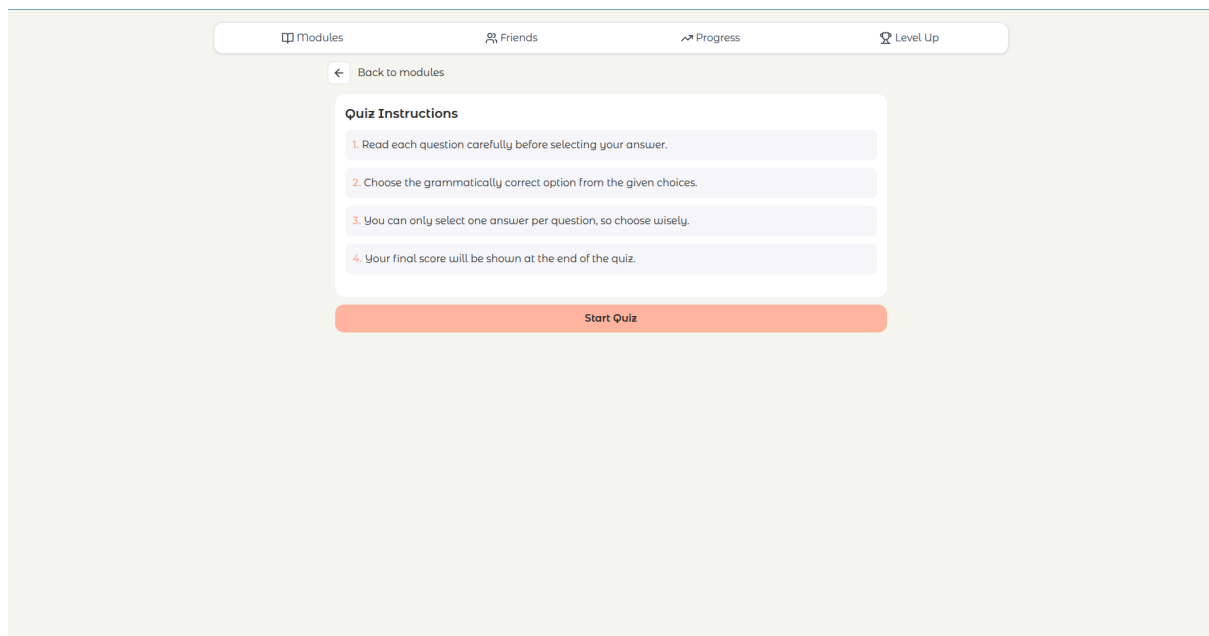 Modules
Friends
Progress
Level Up
Back to modules
Quiz Instructions
1. Read each question carefully before selecting your answer.
2. Choose the grammatically correct option from the given choices.
3. You can only select one answer per question, so choose wisely.
4. Your final score will be shown at the end of the quiz.
Start Quiz